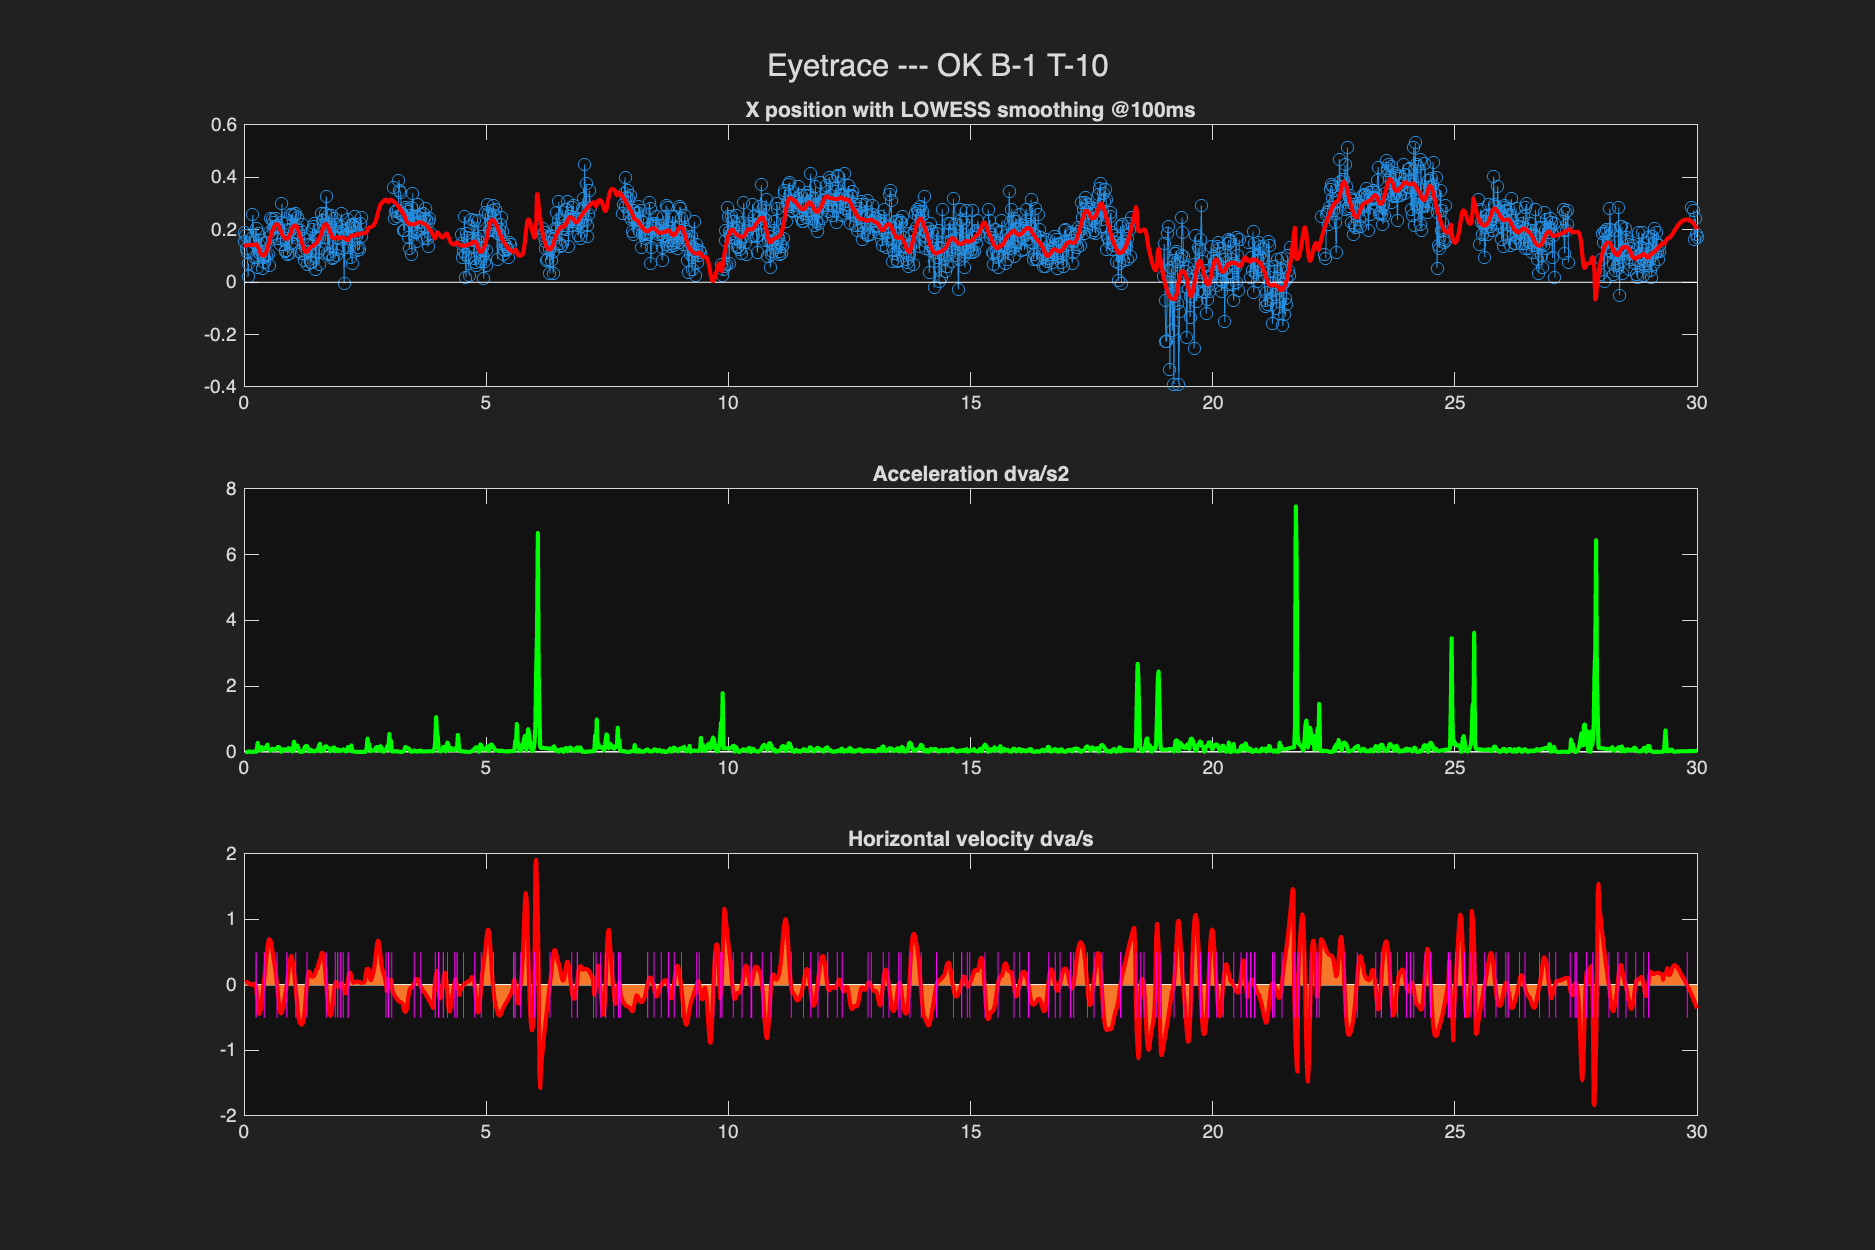 Eyetrace --- OK B-1 T-10
X position with LOWESS smoothing @100ms
0.6
0.4
0.2
0
-0.2
-0.4
0 5 10 15 20 25 30
Acceleration dva/s2
8
6
4
2
0
0 5 10 15 20 25 30
Horizontal velocity dva/s
2
1
0
-1
-2
0 5 10 15 20 25 30